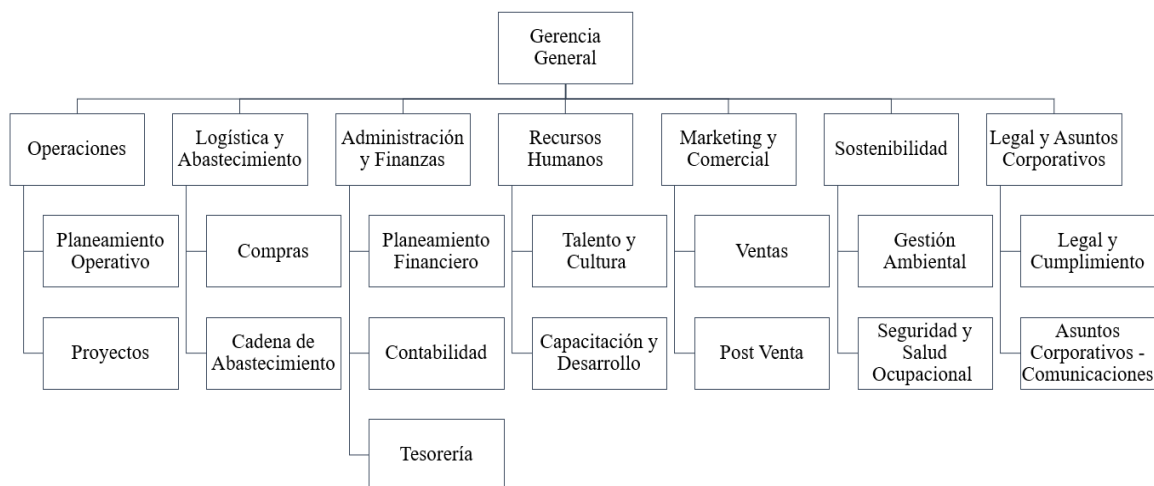 Gerencia
General
Operaciones
Logística y
Abastecimiento
Administración
y Finanzas
Recursos
Humanos
Marketing y
Comercial
Sostenibilidad
Legal y Asuntos
Corporativos
Planeamiento
Operativo
Compras
Planeamiento
Financiero
Talento y
Cultura
Ventas
Gestión
Ambiental
Legal y
Cumplimiento
Proyectos
Cadena de
Abastecimiento
Contabilidad
Capacitación y
Desarrollo
Post Venta
Seguridad y
Salud
Ocupacional
Asuntos
Corporativos -
Comunicaciones
Tesorería